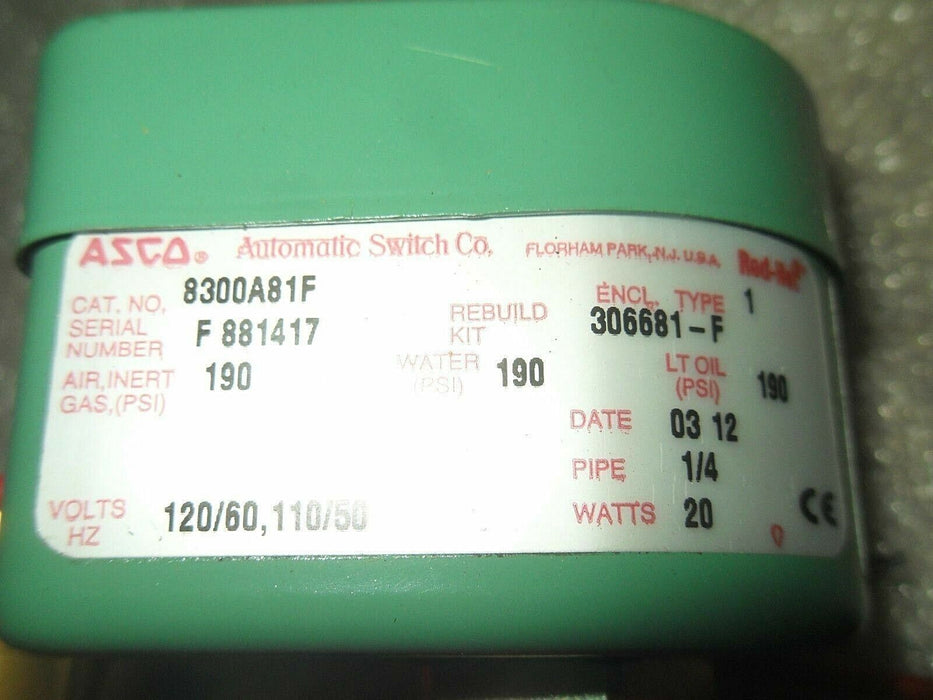 ASCO® Automatic Switch Co. FLORHAM PARK, N.J. U.S.A. Red-Hat®
CAT. NO. 8300A81F ENCL. TYPE 1
SERIAL NUMBER F 881417 REBUILD KIT 306681-F
AIR, INERT GAS, (PSI) 190 WATER (PSI) 190 LT OIL (PSI) 190
DATE 03 12
PIPE 1/4
VOLTS HZ 120/60, 110/50 WATTS 20 CE